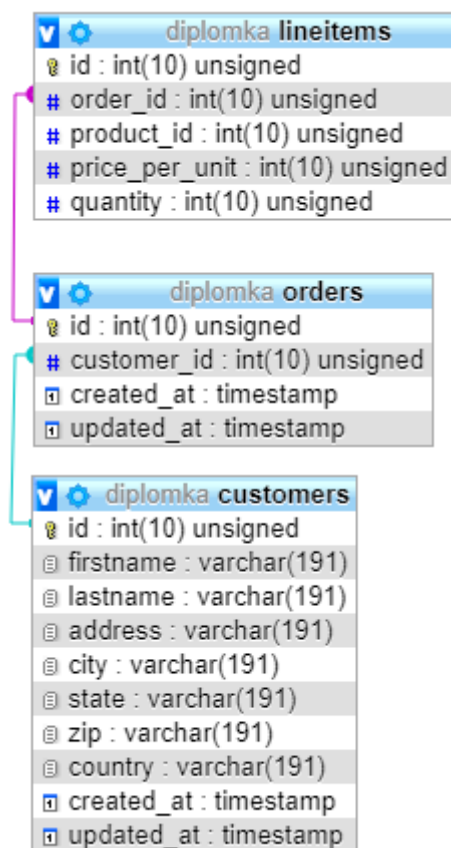 diplomka lineitems
id : int(10) unsigned
# order_id : int(10) unsigned
# product_id : int(10) unsigned
# price_per_unit : int(10) unsigned
# quantity : int(10) unsigned
diplomka orders
id : int(10) unsigned
# customer_id : int(10) unsigned
created_at : timestamp
updated_at : timestamp
diplomka customers
id : int(10) unsigned
firstname : varchar(191)
lastname : varchar(191)
address : varchar(191)
city : varchar(191)
state : varchar(191)
zip : varchar(191)
country : varchar(191)
created_at : timestamp
updated_at : timestamp